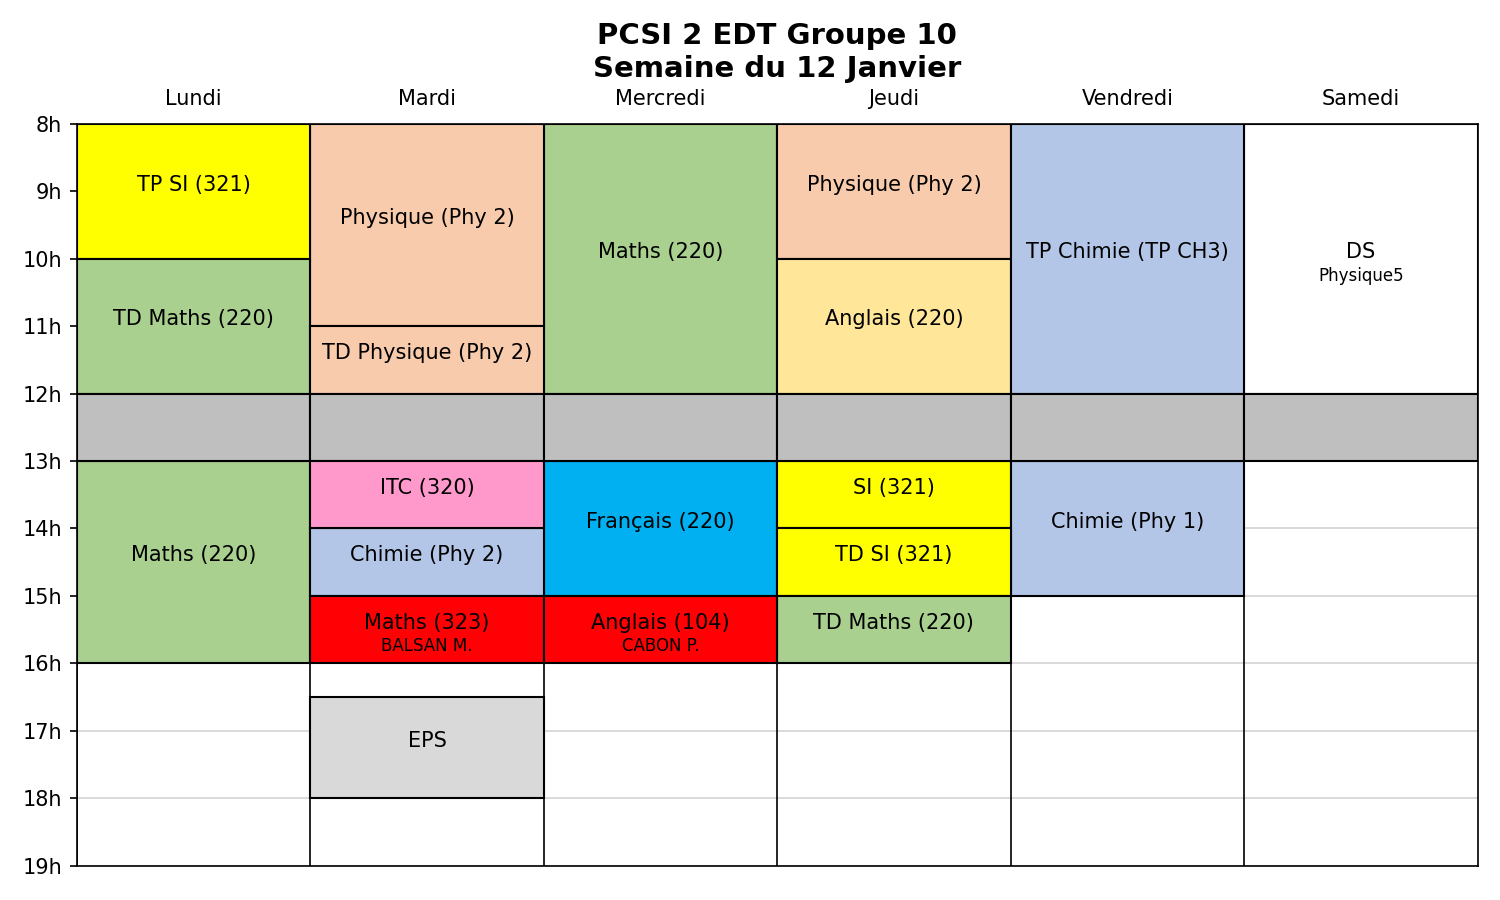 PCSI 2 EDT Groupe 10
Semaine du 12 Janvier
Lundi Mardi Mercredi Jeudi Vendredi Samedi
8h
9h
10h
11h
12h
13h
14h
15h
16h
17h
18h
19h
TP SI (321)
TD Maths (220)
Maths (220)
Physique (Phy 2)
TD Physique (Phy 2)
ITC (320)
Chimie (Phy 2)
Maths (323)
BALSAN M.
EPS
Maths (220)
Français (220)
Anglais (104)
CABON P.
Physique (Phy 2)
Anglais (220)
SI (321)
TD SI (321)
TD Maths (220)
TP Chimie (TP CH3)
Chimie (Phy 1)
DS
Physique5